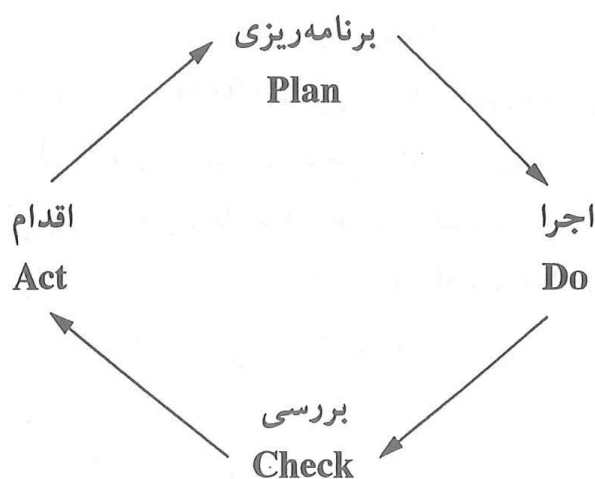 برنامه‌ریزی
Plan
اجرا
Do
بررسی
Check
اقدام
Act